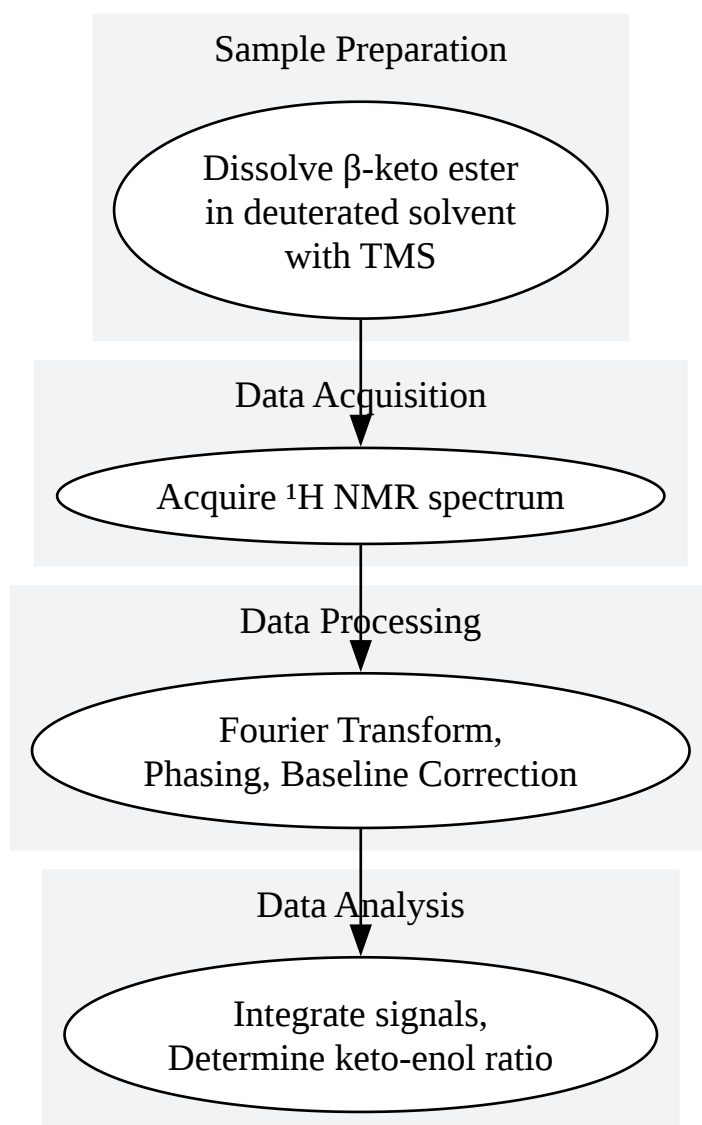 Sample Preparation
Dissolve β-keto ester
in deuterated solvent
with TMS
Data Acquisition
Acquire ¹H NMR spectrum
Data Processing
Fourier Transform,
Phasing, Baseline Correction
Data Analysis
Integrate signals,
Determine keto-enol ratio